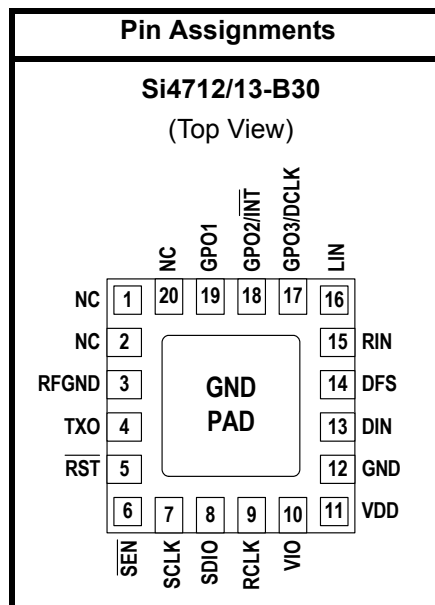 Pin Assignments
Si4712/13-B30
(Top View)
NC
GPO1
GPO2/INT
GPO3/DCLK
LIN
NC 1 20 19 18 17 16
NC 2 15 RIN
RFGND 3 14 DFS
TXO 4 13 DIN
RST 5 12 GND
6 7 8 9 10 11 VDD
GND
PAD
SEN
SCLK
SDIO
RCLK
VIO